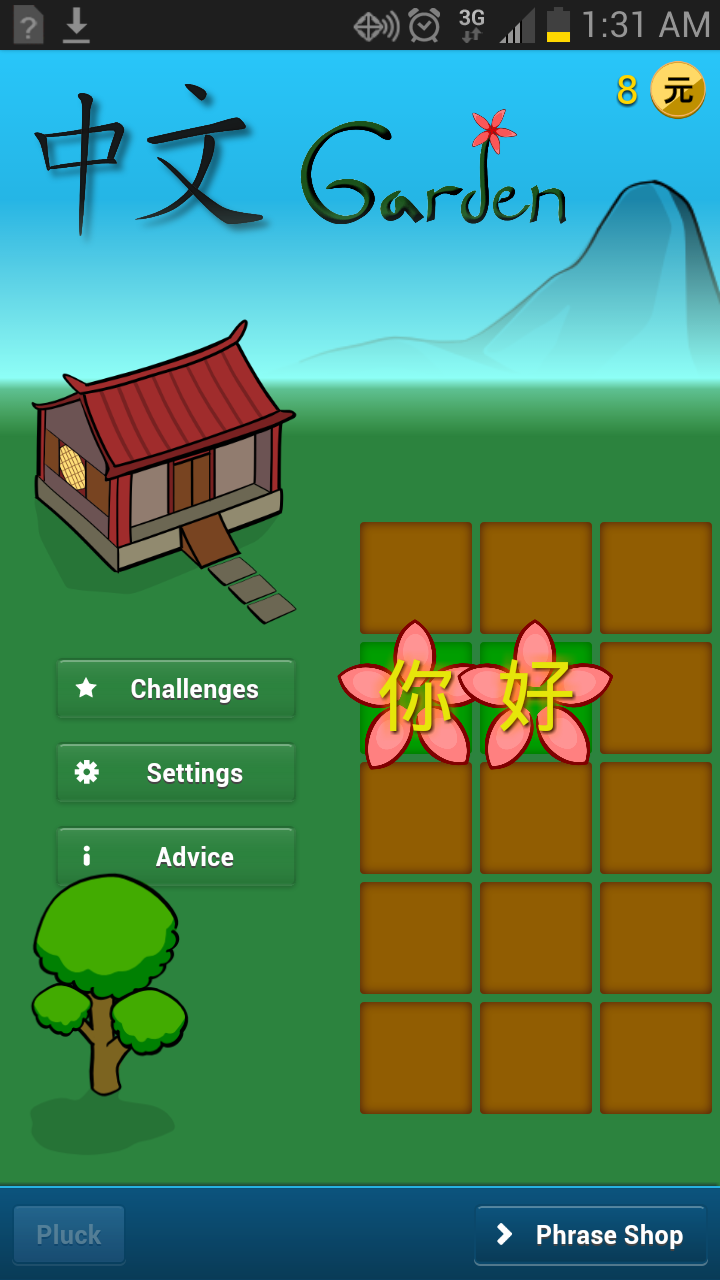 3G 1:31 AM
8 元
中文 Garden
你好
Challenges
Settings
Advice
Pluck
Phrase Shop